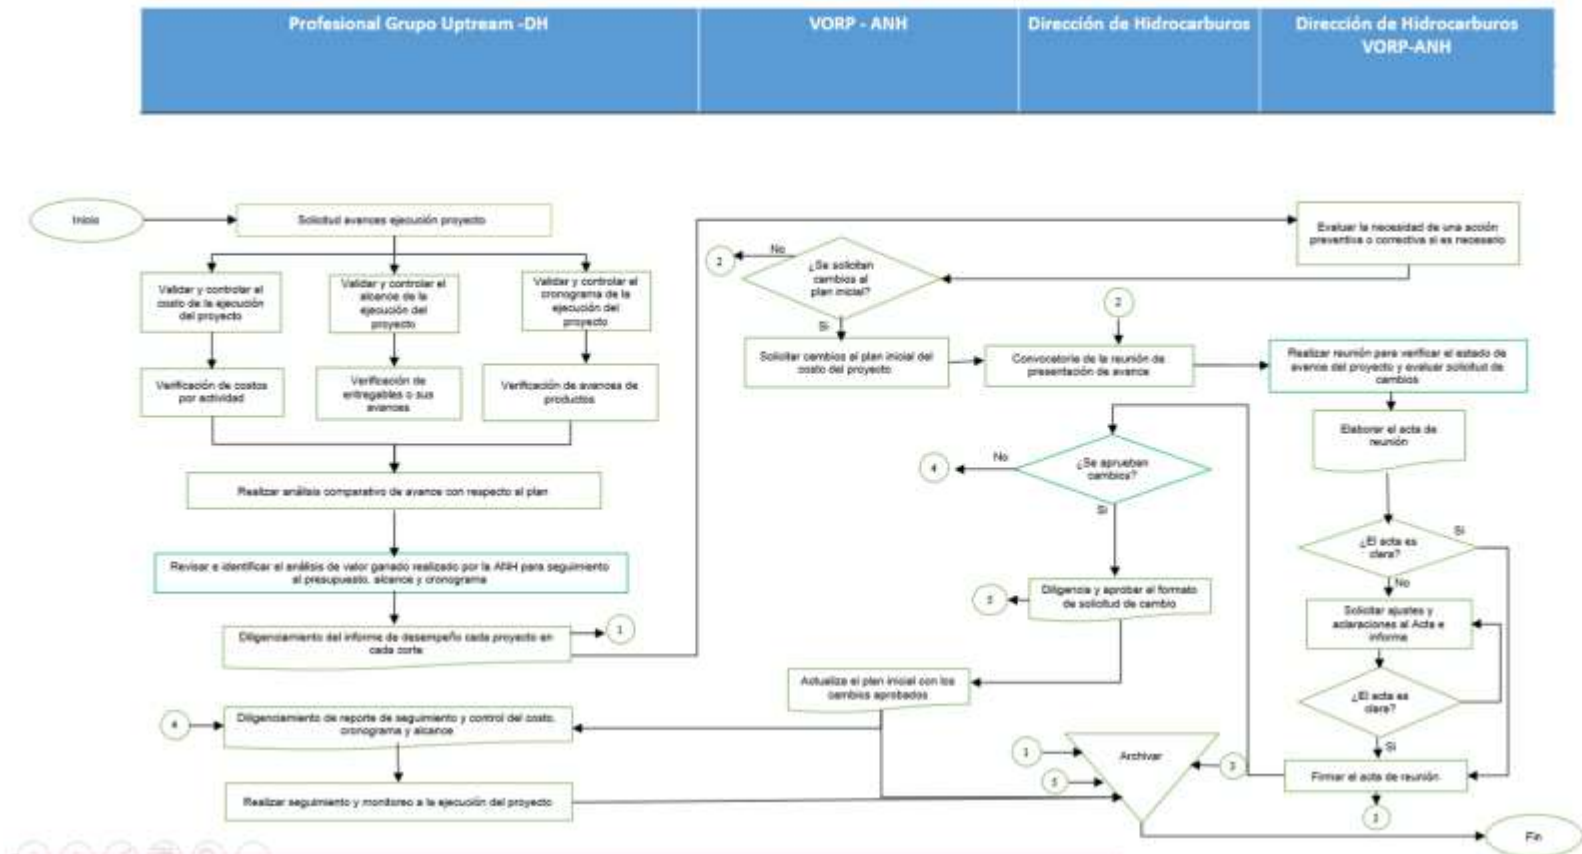 Profesional Grupo Uptream -DH
VORP - ANH
Dirección de Hidrocarburos
Dirección de Hidrocarburos
VORP-ANH
Inicio
Solicitud avances ejecución proyecto
Validar y controlar el
costo de la ejecución
del proyecto
Validar y controlar el
alcance de la
ejecución del
proyecto
Validar y controlar el
cronograma de la
ejecución del
proyecto
Verificación de costos
por actividad
Verificación de
entregables o sus
avances
Verificación de avances de
productos
Realizar análisis comparativo de avance con respecto al plan
Revisar e identificar el análisis de valor ganado realizado por la ANH para seguimiento
al presupuesto, alcance y cronograma
Diligenciamiento del informe de desempeño cada proyecto en
cada corte
1
4
Diligenciamiento de reporte de seguimiento y control del costo,
cronograma y alcance
Realizar seguimiento y monitoreo a la ejecución del proyecto
Evaluar la necesidad de una acción
preventiva o correctiva si es necesario
2
No
¿Se solicitan
cambios al
plan inicial?
Si
Solicitar cambios al plan inicial del
costo del proyecto
2
Convocatoria de la reunión de
presentación de avance
Realizar reunión para verificar el estado de
avance del proyecto y evaluar solicitud de
cambios
Elaborar el acta de
reunión
¿El acta es
clara?
Si
No
Solicitar ajustes y
aclaraciones al Acta e
informa
¿El acta es
clara?
Si
Firmar el acta de reunión
3
¿Se aprueban
cambios?
No
4
Si
Diligencia y aprobar el formato
de solicitud de cambio
5
Actualiza el plan inicial con los
cambios aprobados
1
5
Archivar
3
Fin